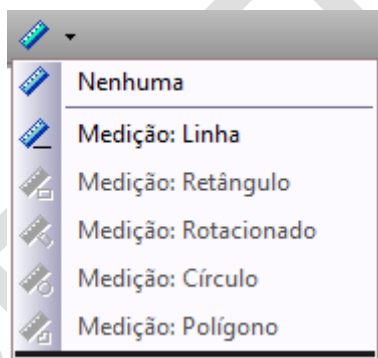 Nenhuma
Medição: Linha
Medição: Retângulo
Medição: Rotacionado
Medição: Círculo
Medição: Polígono